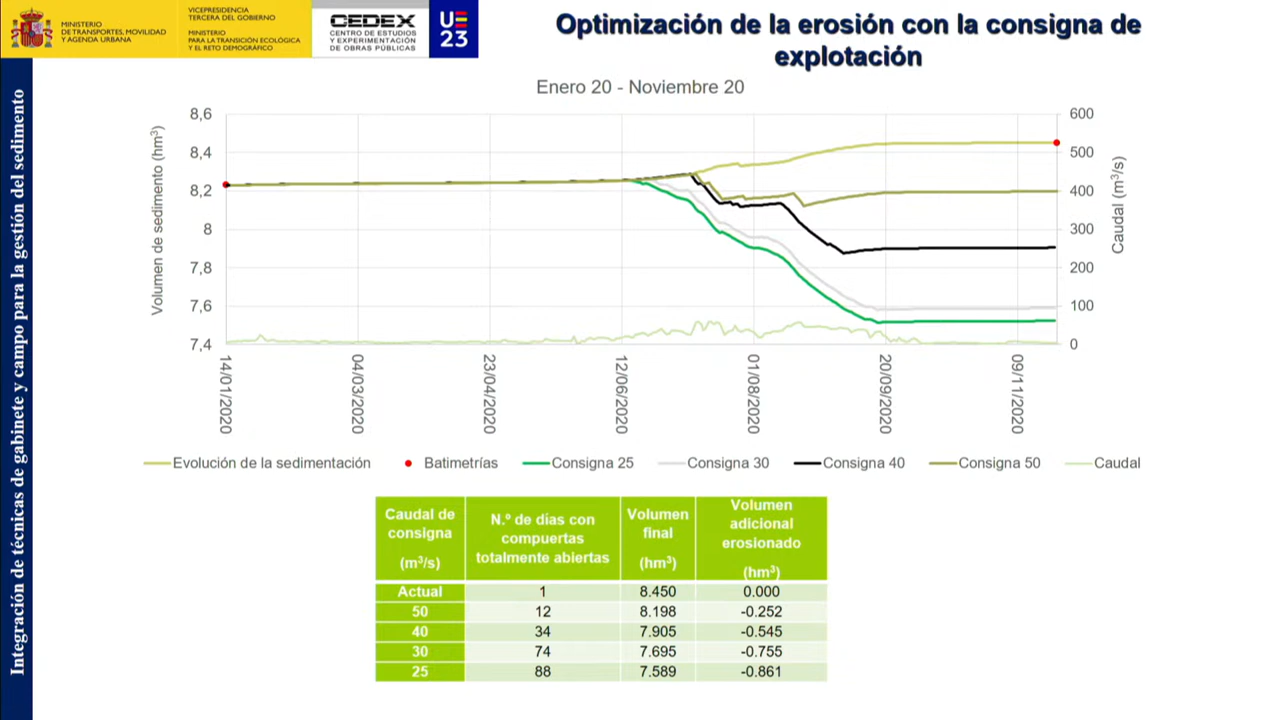 MINISTERIO
DE TRANSPORTES, MOVILIDAD
Y AGENDA URBANA
VICEPRESIDENCIA
TERCERA DEL GOBIERNO
MINISTERIO
PARA LA TRANSICIÓN ECOLÓGICA
Y EL RETO DEMOGRÁFICO
CEDEX
CENTRO DE ESTUDIOS
Y EXPERIMENTACIÓN
DE OBRAS PÚBLICAS
UE
23
Optimización de la erosión con la consigna de
explotación
Integración de técnicas de gabinete y campo para la gestión del sedimento
Enero 20 - Noviembre 20
Volumen de sedimento (hm³)
8,6
8,4
8,2
8
7,8
7,6
7,4
600
500
400
300
200
100
0
Caudal (m³/s)
14/01/2020
04/03/2020
23/04/2020
12/06/2020
01/08/2020
20/09/2020
09/11/2020
Evolución de la sedimentación
Batimetrías
Consigna 25
Consigna 30
Consigna 40
Consigna 50
Caudal
Caudal de
consigna
(m³/s)
N.º de dias con
compuertas
totalmente abiertas
Volumen
final
(hm³)
Volumen
adicional
erosionado
(hm³)
Actual 1 8.450 0.000
50 12 8.198 -0.252
40 34 7.905 -0.545
30 74 7.695 -0.755
25 88 7.589 -0.861